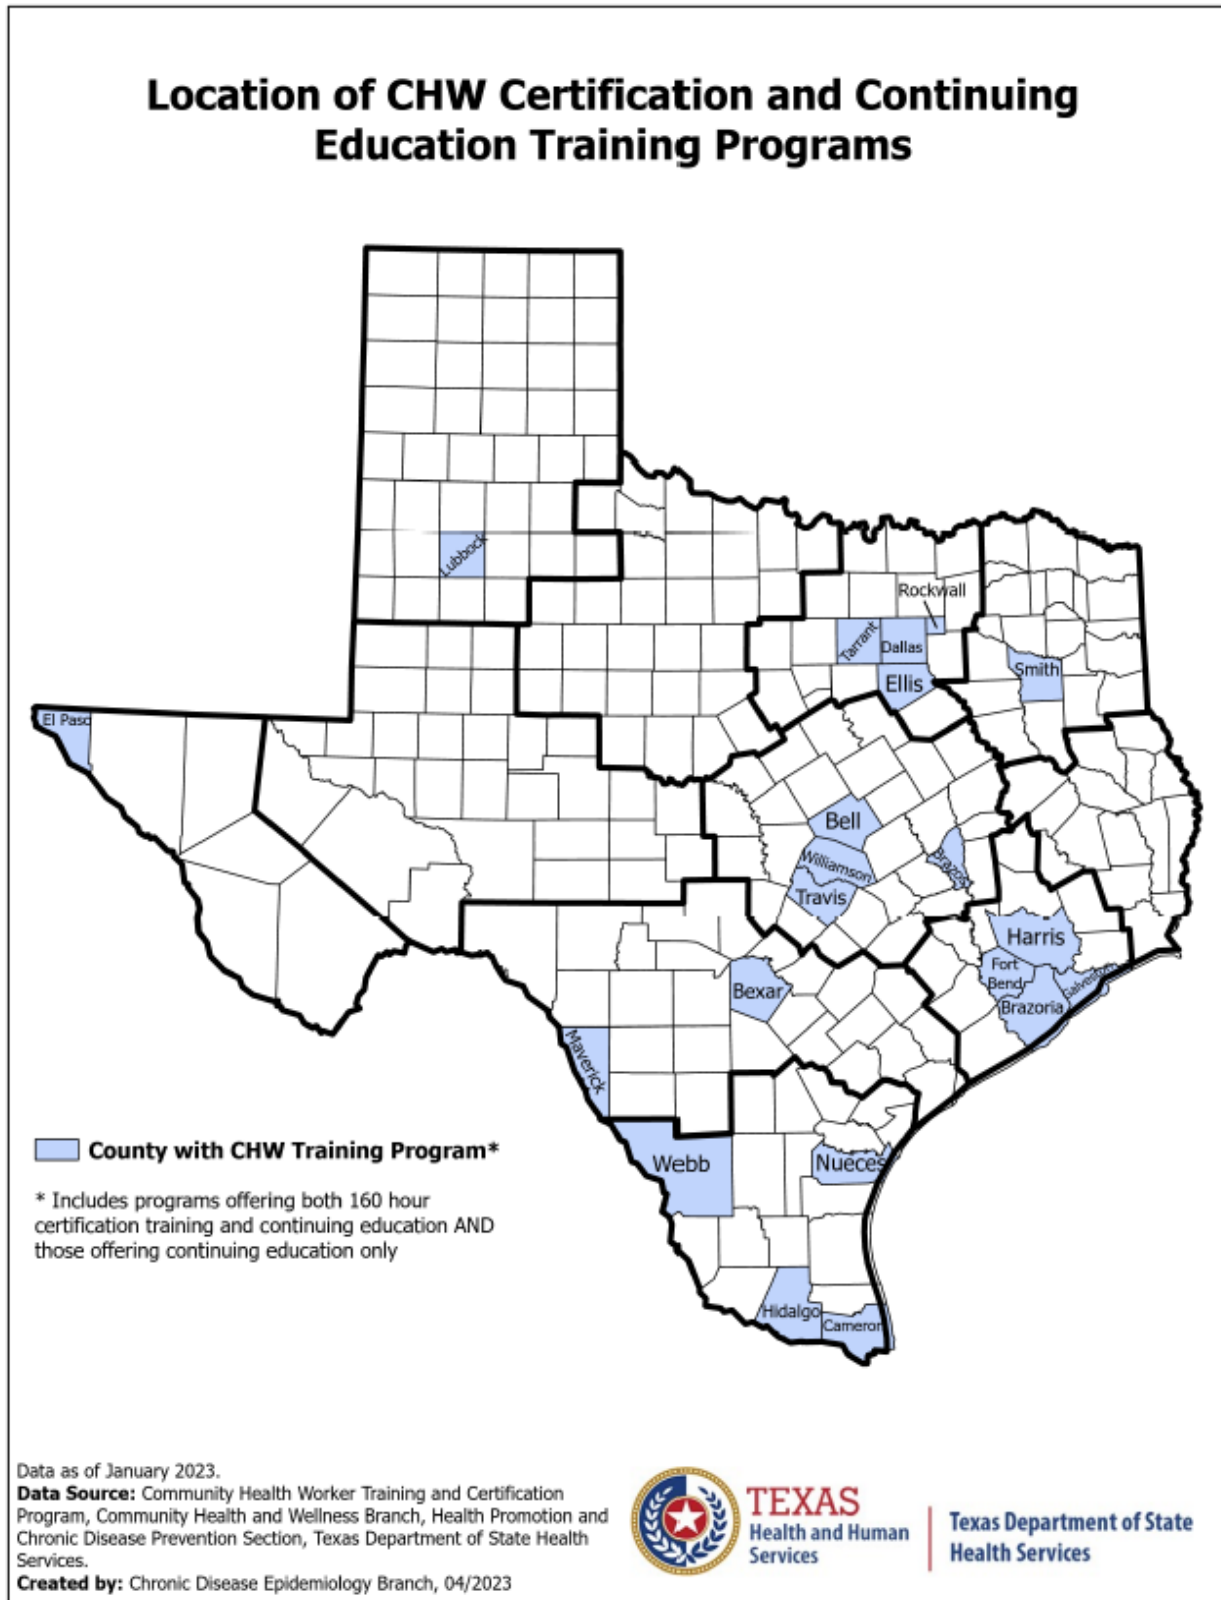 Location of CHW Certification and Continuing
Education Training Programs
Lubbock
Rockwall
Tarrant
Dallas
Ellis
Smith
El Paso
Bell
Williamson
Brazos
Travis
Harris
Fort
Bend
Galveston
Brazoria
Bexar
Maverick
County with CHW Training Program*
Webb
Nueces
* Includes programs offering both 160 hour
certification training and continuing education AND
those offering continuing education only
Hidalgo
Cameron
Data as of January 2023.
Data Source: Community Health Worker Training and Certification
Program, Community Health and Wellness Branch, Health Promotion and
Chronic Disease Prevention Section, Texas Department of State Health
Services.
Created by: Chronic Disease Epidemiology Branch, 04/2023
TEXAS
Health and Human
Services
Texas Department of State
Health Services